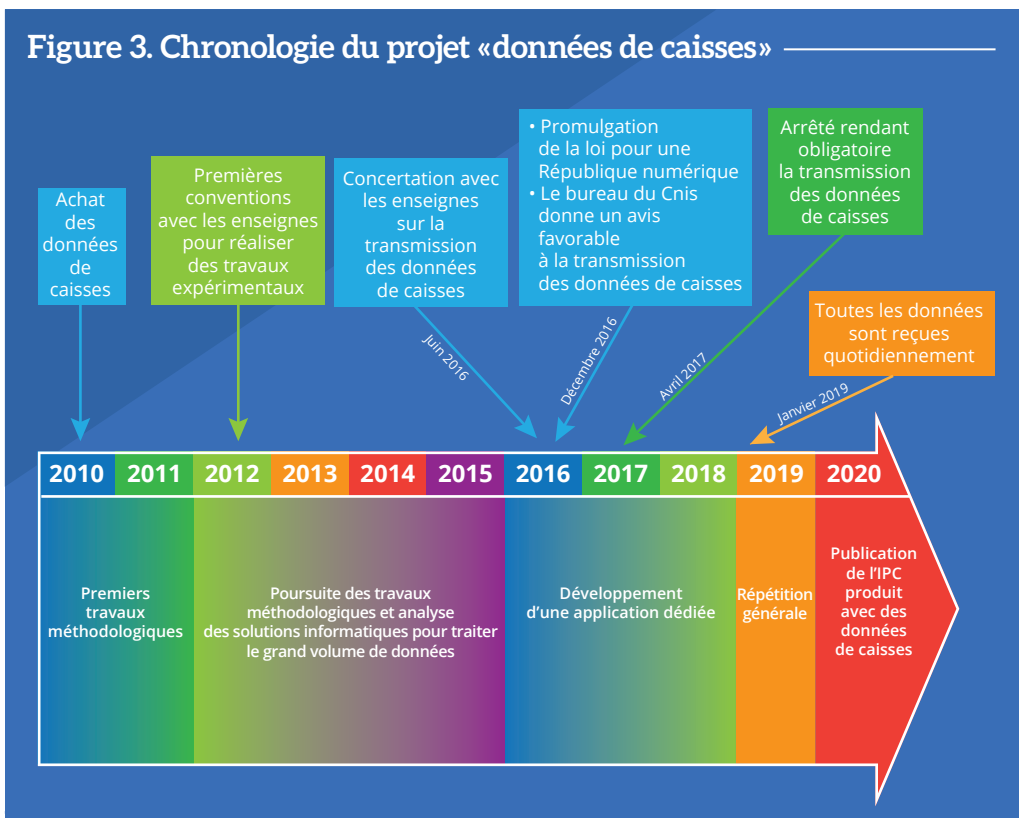 Figure 3. Chronologie du projet «données de caisses»
Achat
des
données
de
caisses
Premières
conventions
avec les enseignes
pour réaliser
des travaux
expérimentaux
Concertation avec
les enseignes
sur la
transmission
des données
de caisses
• Promulgation
de la loi pour une
République numérique
• Le bureau du Cnis
donne un avis
favorable
à la transmission
des données de caisses
Arrêté rendant
obligatoire
la transmission
des données
de caisses
Toutes les données
sont reçues
quotidiennement
Juin 2016
Décembre 2016
Avril 2017
Janvier 2019
2010 2011 2012 2013 2014 2015 2016 2017 2018 2019 2020
Premiers
travaux
méthodologiques
Poursuite des travaux
méthodologiques et analyse
des solutions informatiques pour traiter
le grand volume de données
Développement
d'une application dédiée
Répétition
générale
Publication
de l'IPC
produit
avec des
données
de caisses